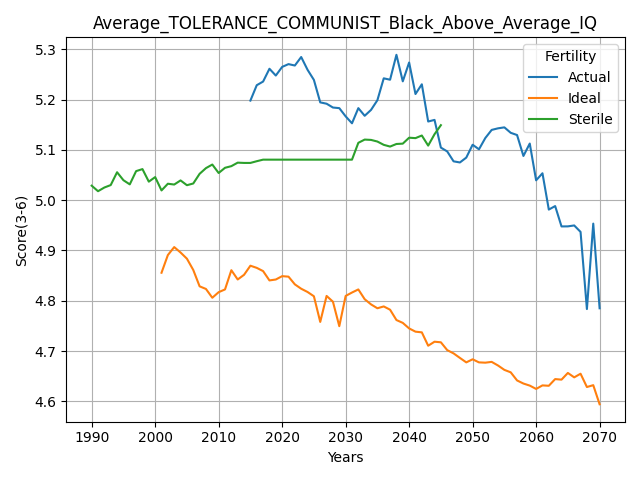 Average_TOLERANCE_COMMUNIST_Black_Above_Average_IQ
Fertility
Actual
Ideal
Sterile
Score(3-6)
5.3
5.2
5.1
5.0
4.9
4.8
4.7
4.6
1990 2000 2010 2020 2030 2040 2050 2060 2070
Years